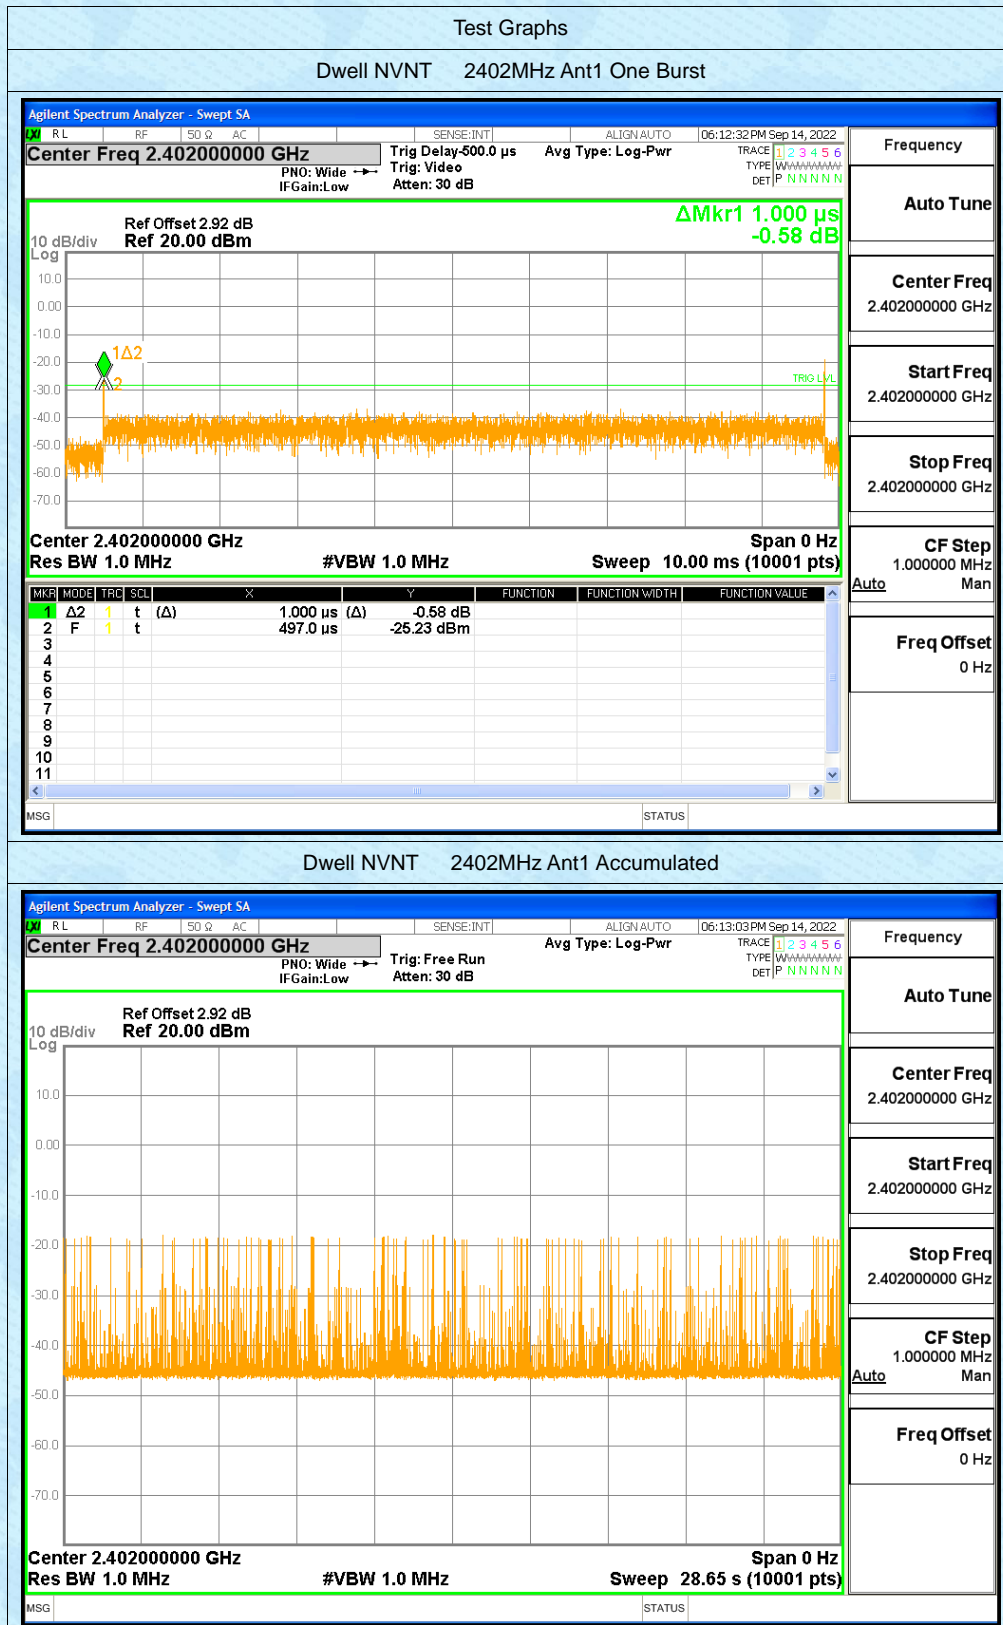 Test Graphs
Dwell NVNT 2402MHz Ant1 One Burst
Agilent Spectrum Analyzer - Swept SA
LXI RL RF 50 Ω AC SENSE:INT ALIGN AUTO 06:12:32 PM Sep 14, 2022
Center Freq 2.402000000 GHz
PNO: Wide
IFGain:Low
Trig Delay-500.0 µs
Trig: Video
Atten: 30 dB
Avg Type: Log-Pwr
TRACE 1 2 3 4 5 6
TYPE WWWWWW
DET P N N N N N
Frequency
Auto Tune
Center Freq
2.402000000 GHz
Start Freq
2.402000000 GHz
Stop Freq
2.402000000 GHz
CF Step
1.000000 MHz
Auto Man
Freq Offset
0 Hz
ΔMkr1 1.000 µs
-0.58 dB
Ref Offset 2.92 dB
10 dB/div Ref 20.00 dBm
Log
10.0
0.00
-10.0
-20.0
-30.0
-40.0
-50.0
-60.0
-70.0
1Δ2
2
TRIG LVL
Center 2.402000000 GHz Span 0 Hz
Res BW 1.0 MHz #VBW 1.0 MHz Sweep 10.00 ms (10001 pts)
MKR MODE TRC SCL X Y FUNCTION FUNCTION WIDTH FUNCTION VALUE
1 Δ2 1 t (Δ) 1.000 µs (Δ) -0.58 dB
2 F 1 t 497.0 µs -25.23 dBm
3
4
5
6
7
8
9
10
11
MSG STATUS
Dwell NVNT 2402MHz Ant1 Accumulated
Agilent Spectrum Analyzer - Swept SA
LXI RL RF 50 Ω AC SENSE:INT ALIGN AUTO 06:13:03 PM Sep 14, 2022
Center Freq 2.402000000 GHz
PNO: Wide
IFGain:Low
Trig: Free Run
Atten: 30 dB
Avg Type: Log-Pwr
TRACE 1 2 3 4 5 6
TYPE WWWWWW
DET P N N N N N
Frequency
Auto Tune
Center Freq
2.402000000 GHz
Start Freq
2.402000000 GHz
Stop Freq
2.402000000 GHz
CF Step
1.000000 MHz
Auto Man
Freq Offset
0 Hz
Ref Offset 2.92 dB
10 dB/div Ref 20.00 dBm
Log
10.0
0.00
-10.0
-20.0
-30.0
-40.0
-50.0
-60.0
-70.0
Center 2.402000000 GHz Span 0 Hz
Res BW 1.0 MHz #VBW 1.0 MHz Sweep 28.65 s (10001 pts)
MSG STATUS